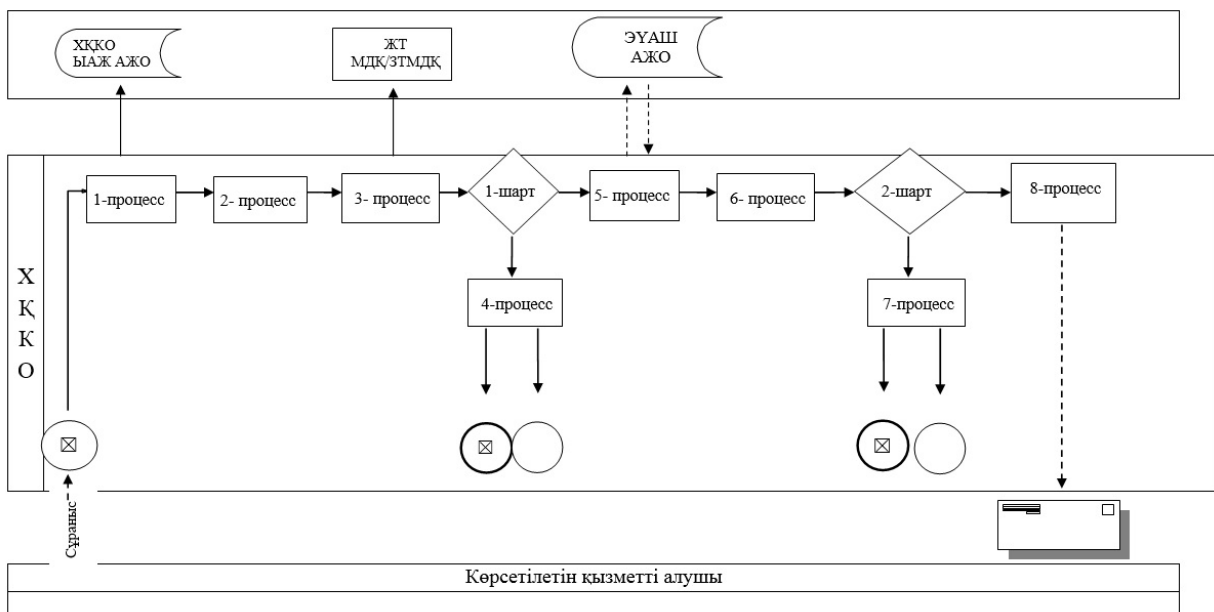 ХҚКО
ЫАЖ АЖО
ЖТ
МДҚ/ЗТМДҚ
ЭҮАШ
АЖО
Х
Қ
К
О
1-процесс
2- процесс
3- процесс
1-шарт
5- процесс
6- процесс
2-шарт
8-процесс
4-процесс
7-процесс
Сұраныс
Көрсетілетін қызметті алушы